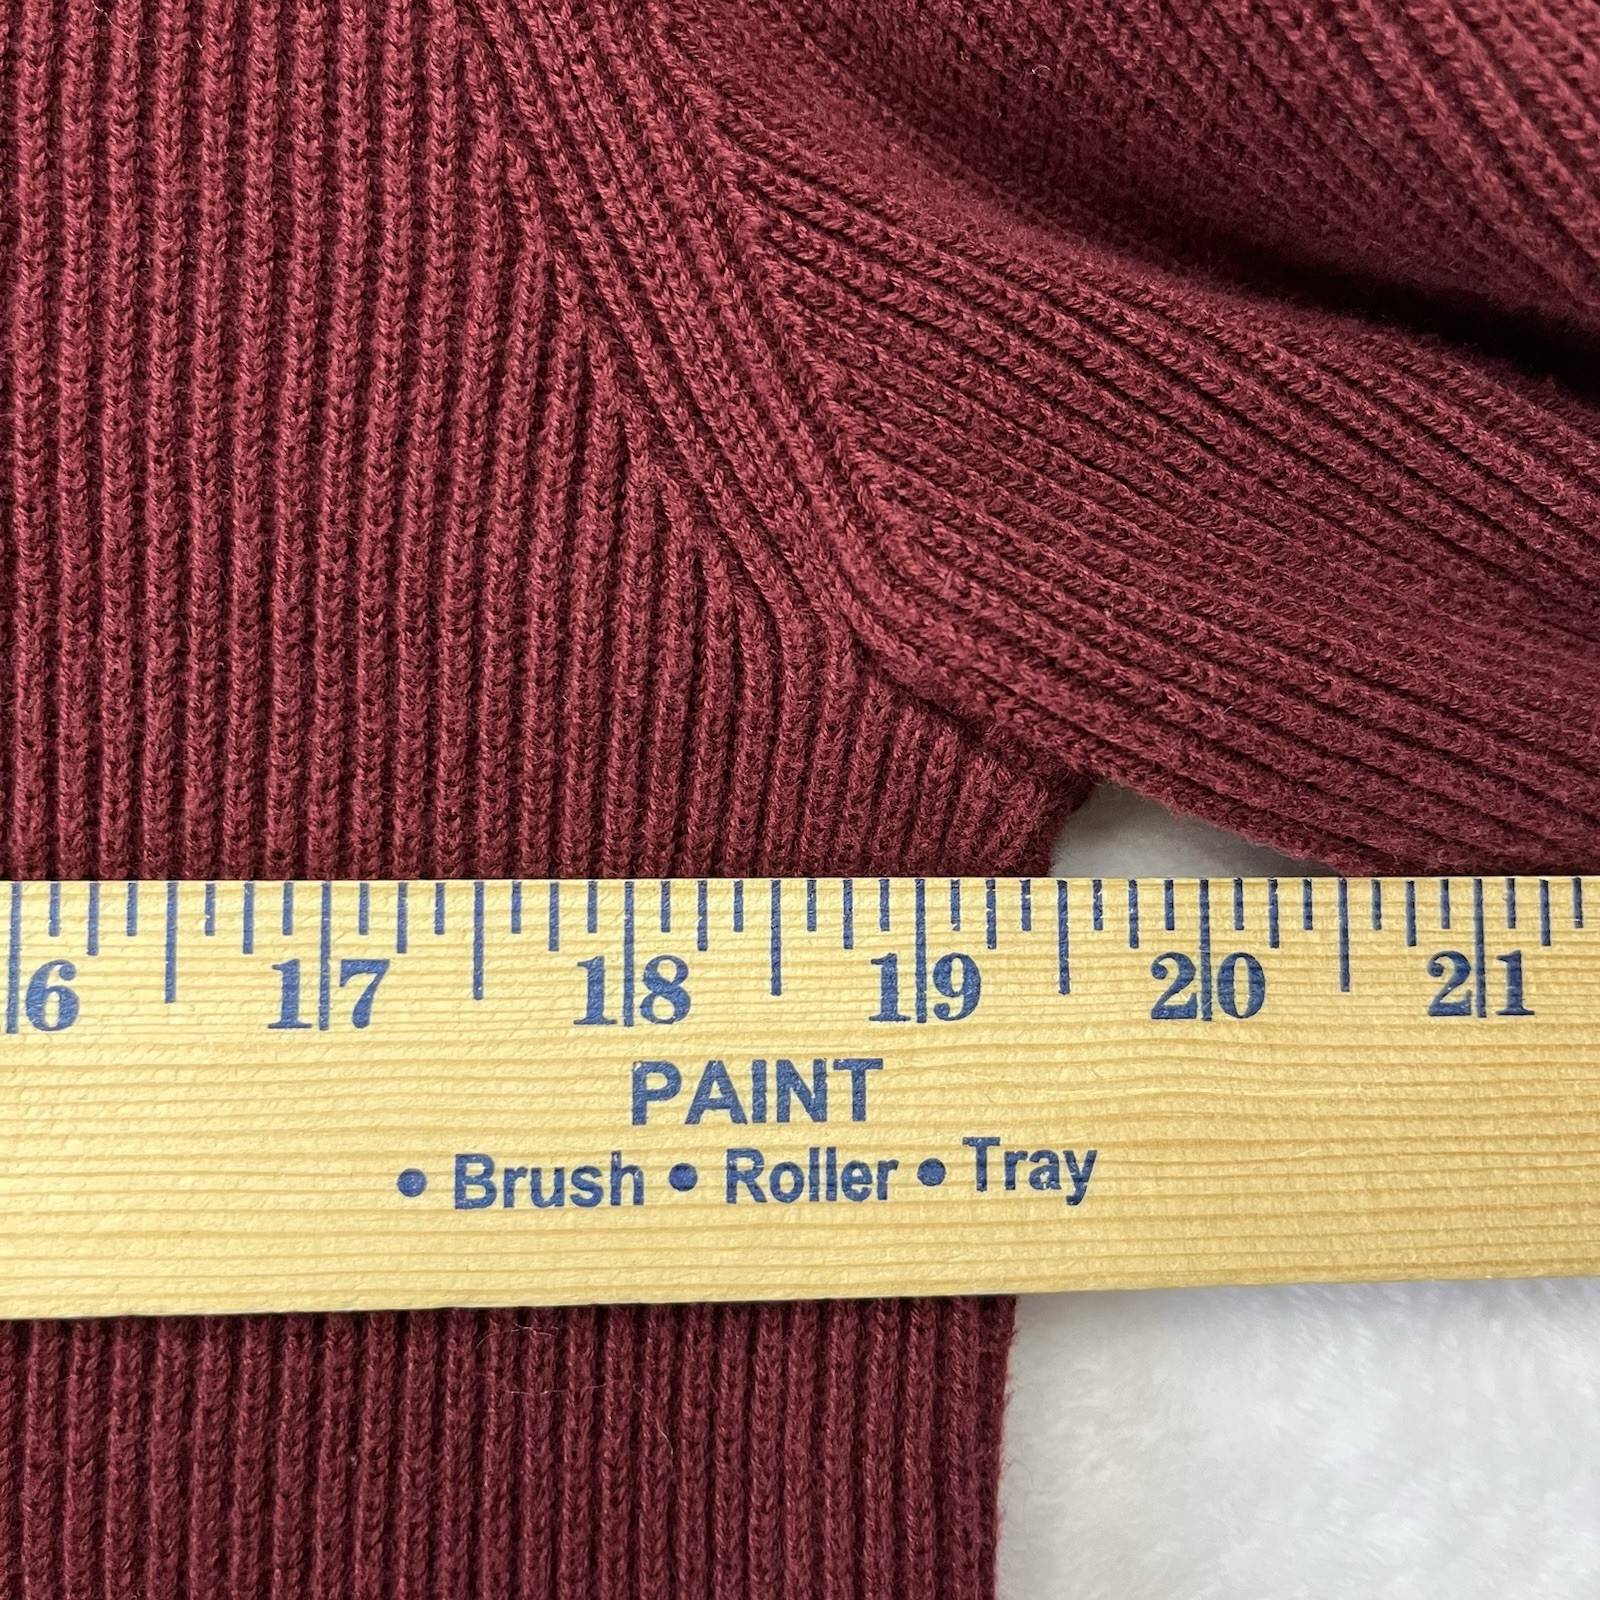 6 17 18 19 20 21
PAINT
• Brush • Roller • Tray